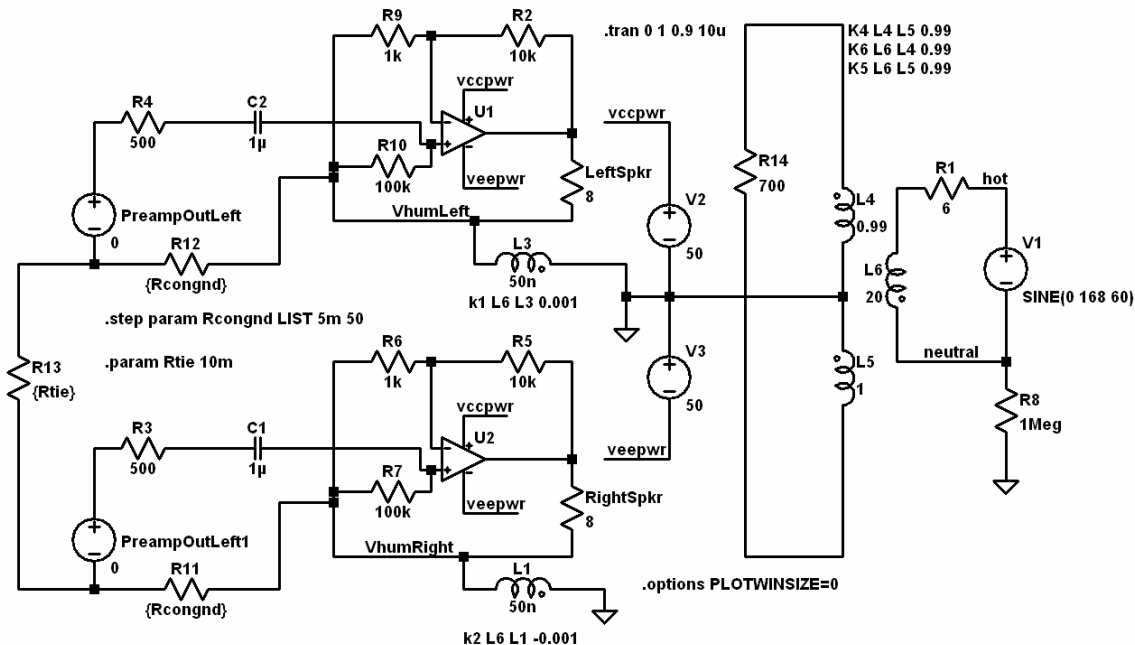 R9
1k
R2
10k
.tran 0 1 0.9 10u
K4 L4 L5 0.99
K6 L6 L4 0.99
K5 L6 L5 0.99
vccpwr
R4
500
C2
1µ
U1
vccpwr
R10
100k
veepwr
LeftSpkr
8
R14
700
PreampOutLeft
0
VhumLeft
V2
50
L4
0.99
R1
6
hot
R12
{Rcongnd}
L3
50n
k1 L6 L3 0.001
L6
20
V1
SINE(0 168 60)
.step param Rcongnd LIST 5m 50
R13
{Rtie}
.param Rtie 10m
R6
1k
R5
10k
V3
50
L5
1
neutral
R8
1Meg
vccpwr
R3
500
C1
1µ
U2
veepwr
R7
100k
veepwr
RightSpkr
8
PreampOutLeft1
0
VhumRight
R11
{Rcongnd}
L1
50n
k2 L6 L1 -0.001
.options PLOTWINSIZE=0